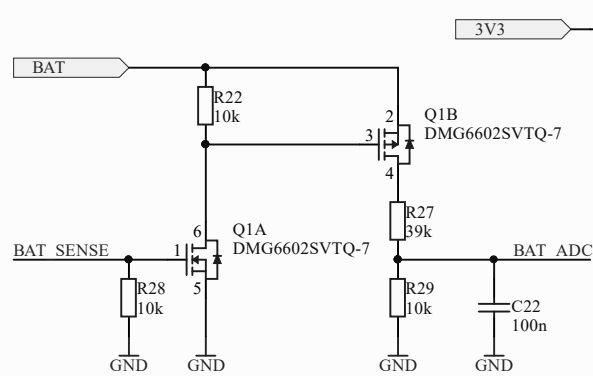 3V3
BAT
R22
10k
2
Q1B
DMG6602SVTQ-7
3
4
6
Q1A
DMG6602SVTQ-7
R27
39k
BAT_SENSE
1
BAT_ADC
5
R28
10k
R29
10k
C22
100n
GND
GND
GND
GND